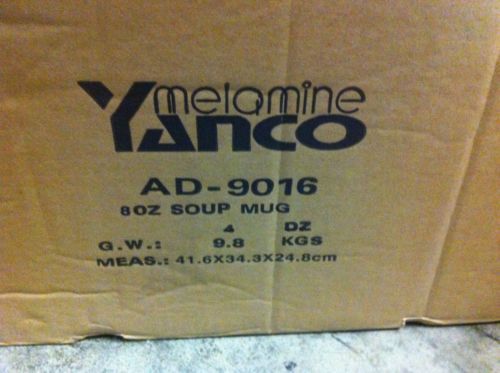 melamine
YANCO
AD-9016
8OZ SOUP MUG
4 DZ
G.W.: 9.8 KGS
MEAS.: 41.6X34.3X24.8cm